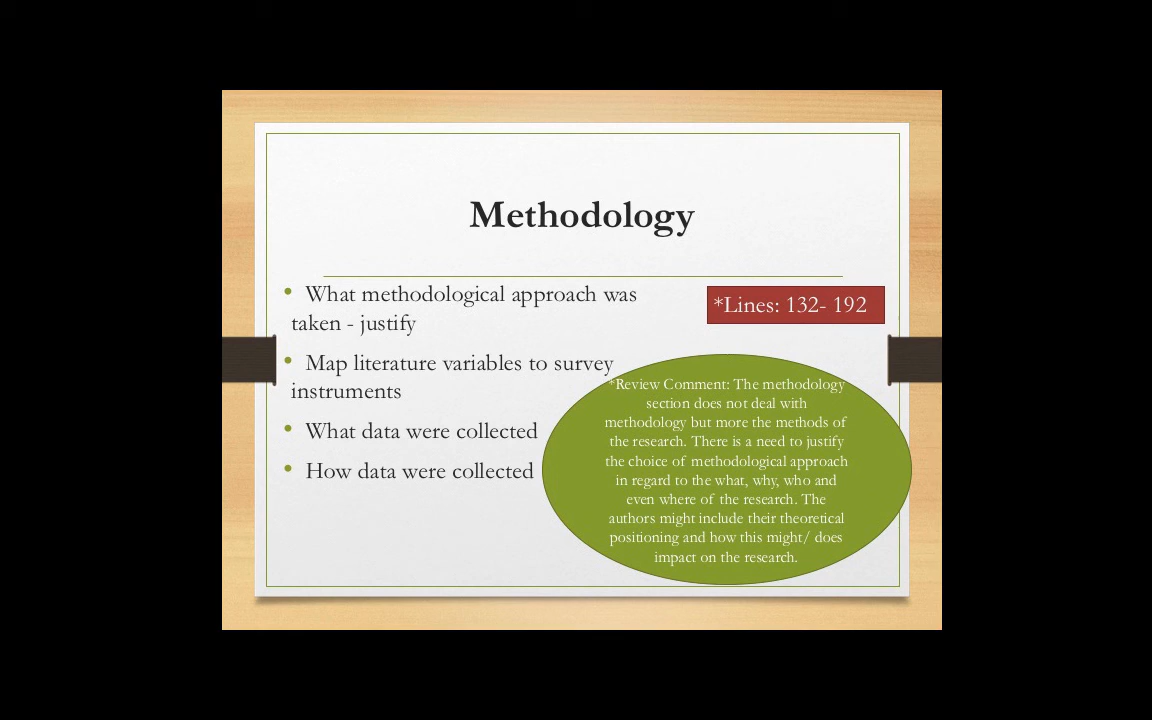 Methodology
• What methodological approach was
taken - justify
• Map literature variables to survey
instruments
• What data were collected
• How data were collected
*Lines: 132- 192
*Review Comment: The methodology
section does not deal with
methodology but more the methods of
the research. There is a need to justify
the choice of methodological approach
in regard to the what, why, who and
even where of the research. The
authors might include their theoretical
positioning and how this might/ does
impact on the research.